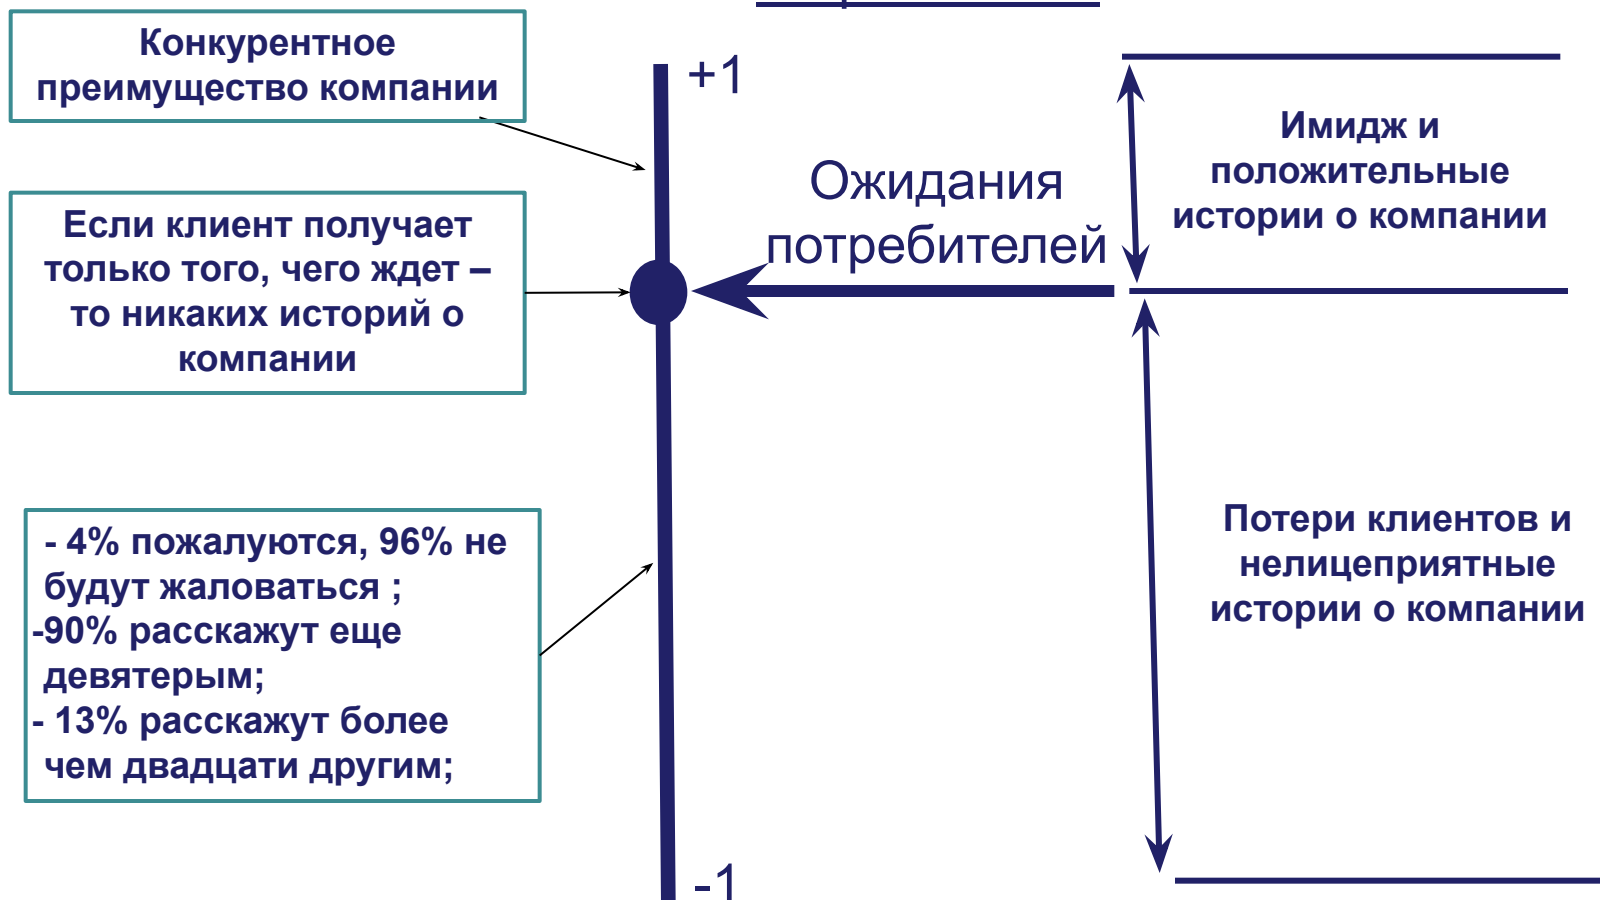 Конкурентное
преимущество компании
+1
Имидж и
положительные
истории о компании
Ожидания
потребителей
Если клиент получает
только того, чего ждет –
то никаких историй о
компании
- 4% пожалуются, 96% не
будут жаловаться ;
-90% расскажут еще
девятерым;
- 13% расскажут более
чем двадцати другим;
Потери клиентов и
нелицеприятные
истории о компании
-1